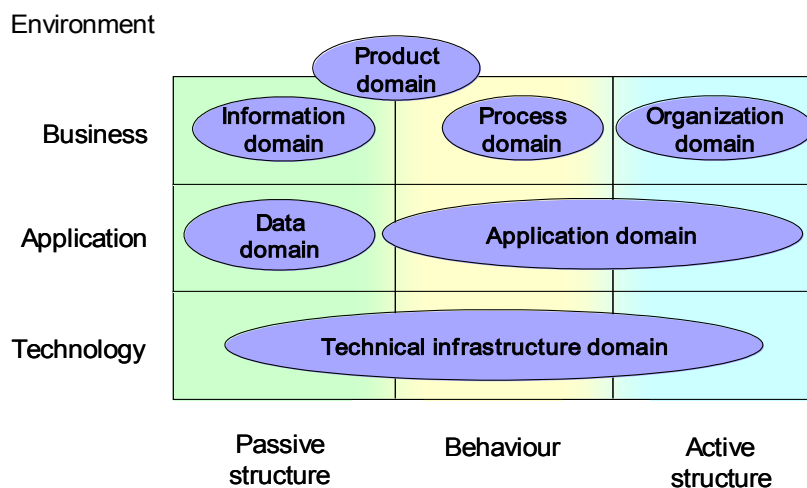 Environment
Product
domain
Business
Information
domain
Process
domain
Organization
domain
Application
Data
domain
Application domain
Technology
Technical infrastructure domain
Passive
structure
Behaviour
Active
structure